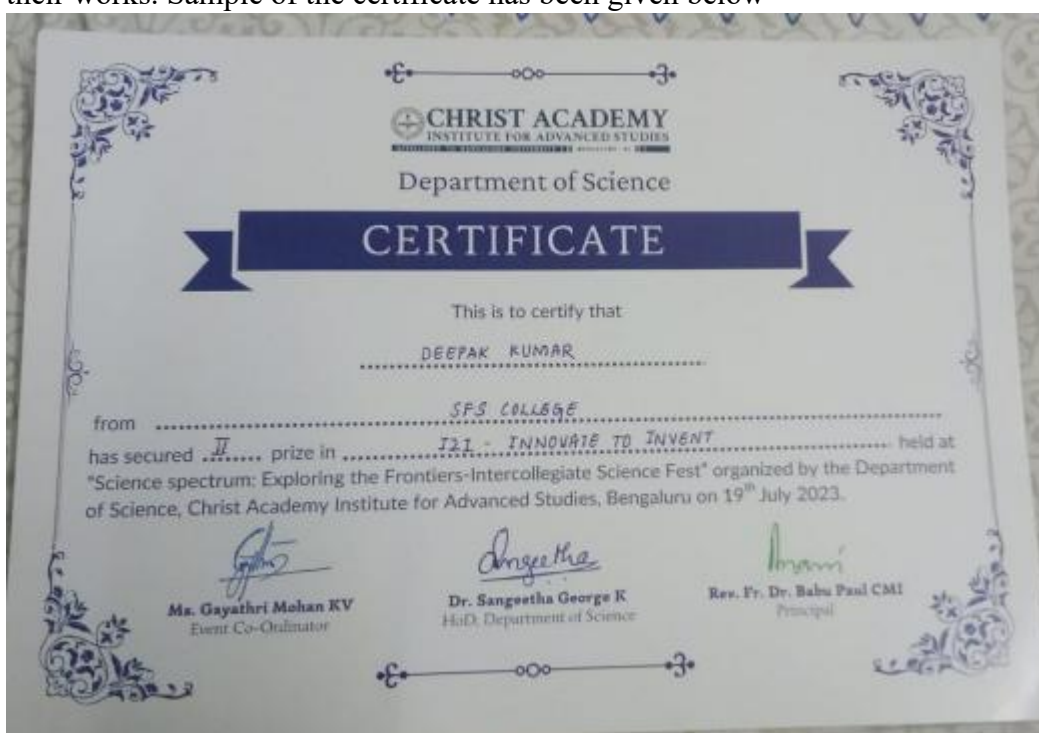 their works. Sample of the certificate has been given below
CHRIST ACADEMY
INSTITUTE FOR ADVANCED STUDIES
Department of Science
CERTIFICATE
This is to certify that
DEEPAK KUMAR
from SFS COLLEGE
has secured II prize in I2I - INNOVATE TO INVENT held at
"Science spectrum: Exploring the Frontiers-Intercollegiate Science Fest" organized by the Department
of Science, Christ Academy Institute for Advanced Studies, Bengaluru on 19th July 2023.
Sangeetha
Ms. Gayathri Mohan KV Dr. Sangeetha George K Rev. Fr. Dr. Babu Paul CMI
Event Co-Ordinator HoD, Department of Science Principal